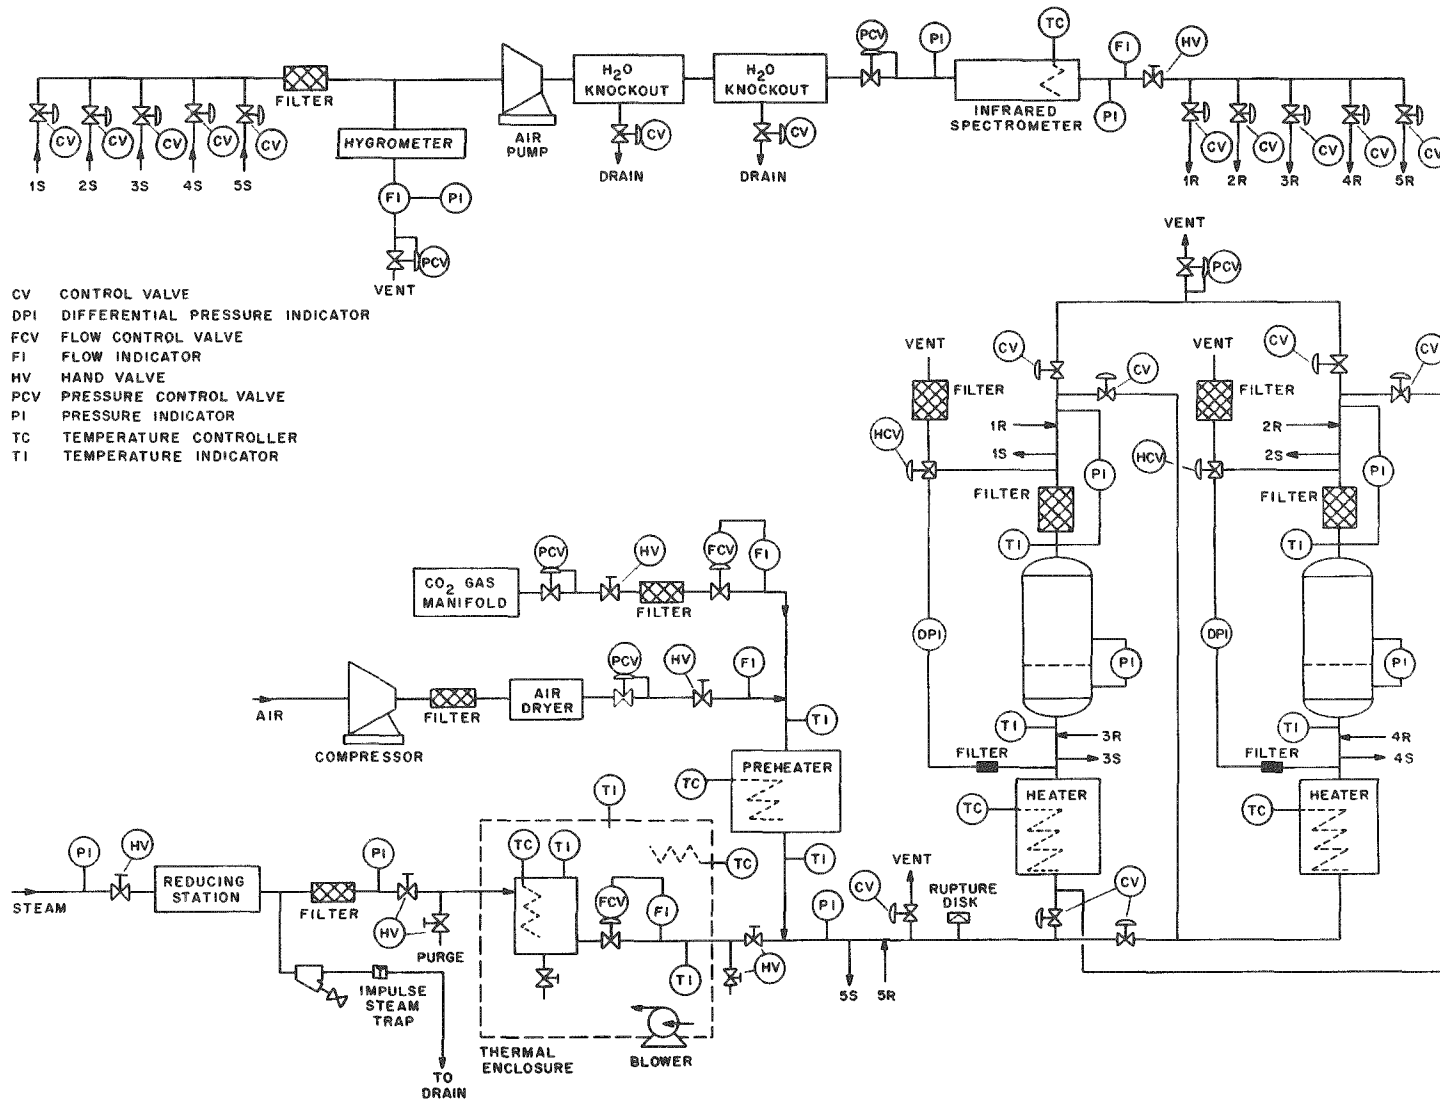 TC
PCV
PI
FI
HV
H2O
KNOCKOUT
H2O
KNOCKOUT
FILTER
AIR
PUMP
INFRARED
SPECTROMETER
PI
CV
CV
CV
CV
CV
HYGROMETER
CV
CV
CV
CV
CV
CV
CV
1S
2S
3S
4S
5S
DRAIN
DRAIN
1R
2R
3R
4R
5R
FI
PI
PCV
VENT
VENT
PCV
CV CONTROL VALVE
DPI DIFFERENTIAL PRESSURE INDICATOR
FCV FLOW CONTROL VALVE
FI FLOW INDICATOR
HV HAND VALVE
PCV PRESSURE CONTROL VALVE
PI PRESSURE INDICATOR
TC TEMPERATURE CONTROLLER
TI TEMPERATURE INDICATOR
VENT
CV
CV
FILTER
1R
1S
HCV
PI
FILTER
TI
DPI
PI
TI
3R
3S
FILTER
TC
HEATER
VENT
CV
CV
FILTER
2R
2S
HCV
PI
FILTER
TI
DPI
PI
TI
4R
4S
FILTER
TC
HEATER
CO2 GAS
MANIFOLD
PCV
HV
FILTER
FCV
FI
AIR
COMPRESSOR
FILTER
AIR
DRYER
PCV
HV
FI
TI
PREHEATER
TC
TI
TI
STEAM
PI
HV
REDUCING
STATION
FILTER
PI
HV
PURGE
IMPULSE
STEAM
TRAP
TO
DRAIN
TC
TI
TC
FCV
FI
TI
HV
THERMAL
ENCLOSURE
BLOWER
PI
5S
5R
VENT
CV
RUPTURE
DISK
CV